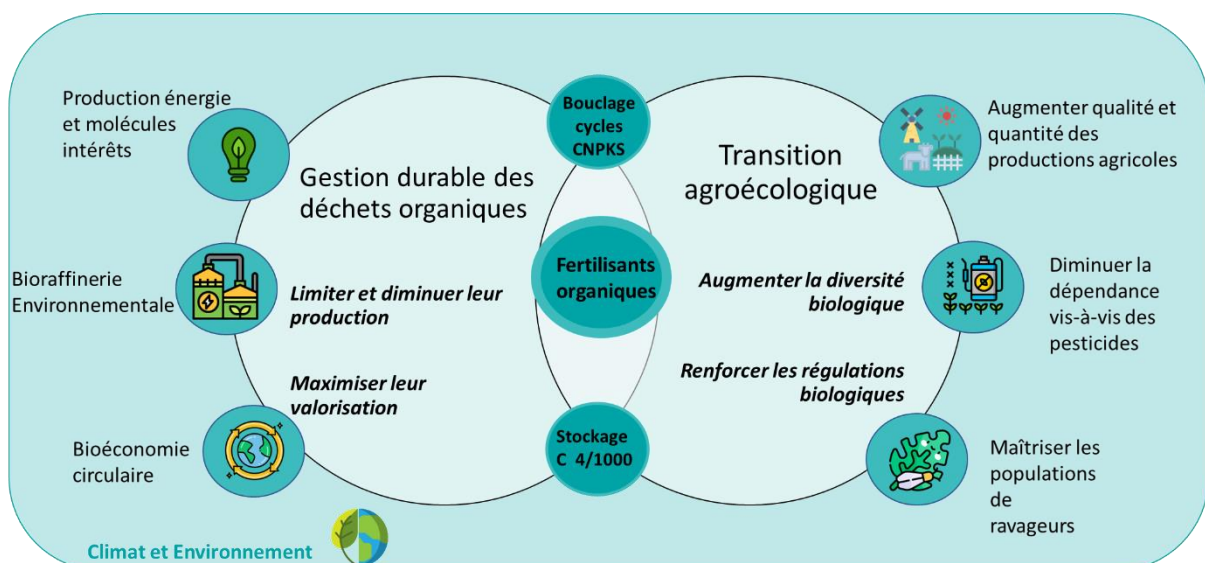 Production énergie
et molécules
intérêts
Bioraffinerie
Environnementale
Bioéconomie
circulaire
Gestion durable des
déchets organiques
Limiter et diminuer leur
production
Maximiser leur
valorisation
Bouclage
cycles
CNPKS
Fertilisants
organiques
Stockage
C 4/1000
Transition
agroécologique
Augmenter la diversité
biologique
Renforcer les régulations
biologiques
Augmenter qualité et
quantité des
productions agricoles
Diminuer la
dépendance
vis-à-vis des
pesticides
Maîtriser les
populations
de
ravageurs
Climat et Environnement